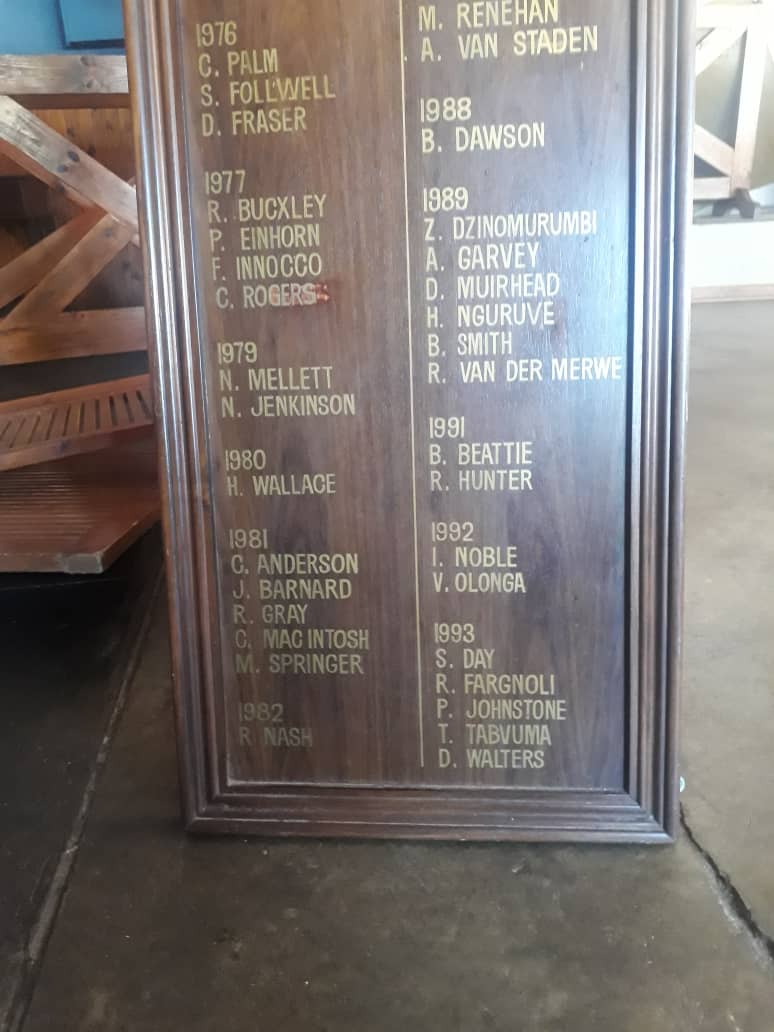 1976
C. PALM
S. FOLLWELL
D. FRASER
1977
R. BUCXLEY
P. EINHORN
F. INNOCCO
C. ROGERS
1979
N. MELLETT
N. JENKINSON
1980
H. WALLACE
1981
C. ANDERSON
J. BARNARD
R. GRAY
C. MAC INTOSH
M. SPRINGER
1982
R NASH
M. RENEHAN
A. VAN STADEN
1988
B. DAWSON
1989
Z. DZINOMURUMBI
A. GARVEY
D. MUIRHEAD
H. NGURUVE
B. SMITH
R. VAN DER MERWE
1991
B. BEATTIE
R. HUNTER
1992
I. NOBLE
V. OLONGA
1993
S. DAY
R. FARGNOLI
P. JOHNSTONE
T. TABVUMA
D. WALTERS